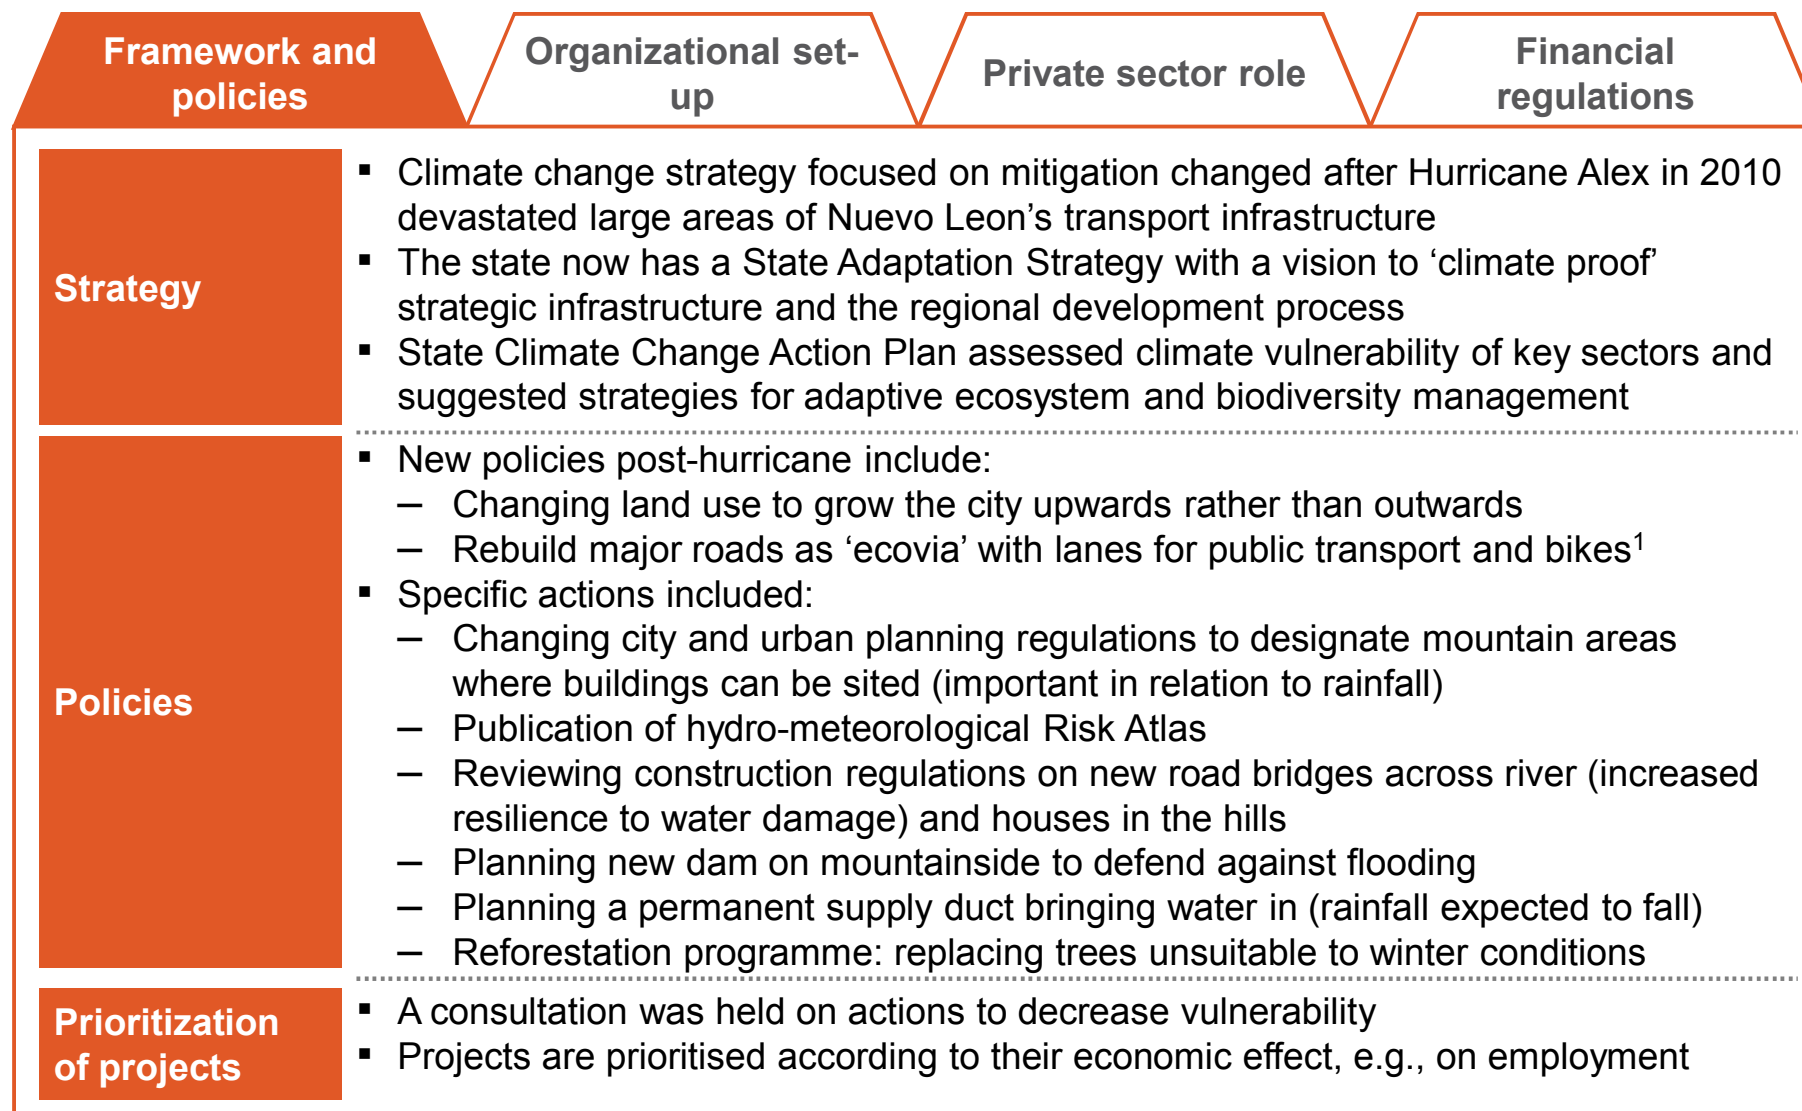 Framework and
policies
Organizational set-
up
Private sector role
Financial
regulations
Strategy
▪ Climate change strategy focused on mitigation changed after Hurricane Alex in 2010
devastated large areas of Nuevo Leon’s transport infrastructure
▪ The state now has a State Adaptation Strategy with a vision to ‘climate proof’
strategic infrastructure and the regional development process
▪ State Climate Change Action Plan assessed climate vulnerability of key sectors and
suggested strategies for adaptive ecosystem and biodiversity management
Policies
▪ New policies post-hurricane include:
– Changing land use to grow the city upwards rather than outwards
– Rebuild major roads as ‘ecovia’ with lanes for public transport and bikes¹
▪ Specific actions included:
– Changing city and urban planning regulations to designate mountain areas
where buildings can be sited (important in relation to rainfall)
– Publication of hydro-meteorological Risk Atlas
– Reviewing construction regulations on new road bridges across river (increased
resilience to water damage) and houses in the hills
– Planning new dam on mountainside to defend against flooding
– Planning a permanent supply duct bringing water in (rainfall expected to fall)
– Reforestation programme: replacing trees unsuitable to winter conditions
Prioritization
of projects
▪ A consultation was held on actions to decrease vulnerability
▪ Projects are prioritised according to their economic effect, e.g., on employment